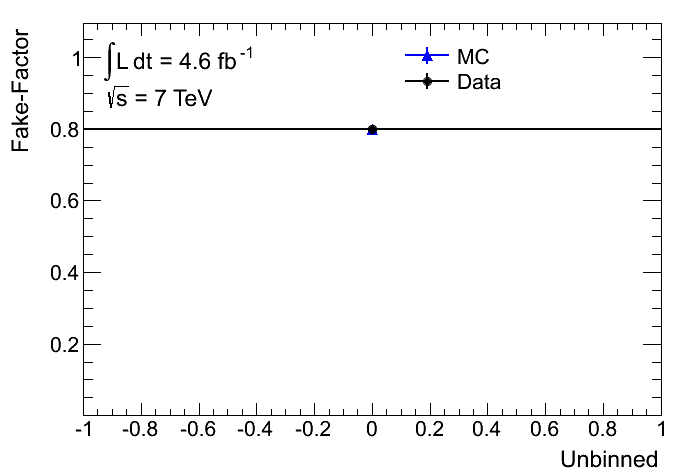 Fake-Factor
∫L dt = 4.6 fb⁻¹
√s = 7 TeV
MC
Data
1
0.8
0.6
0.4
0.2
-1 -0.8 -0.6 -0.4 -0.2 0 0.2 0.4 0.6 0.8 1
Unbinned